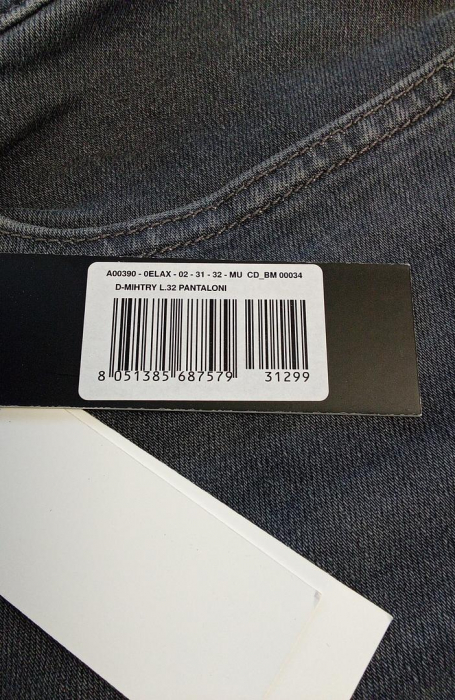 A00390 - 0ELAX - 02 - 31 - 32 - MU CD_BM 00034
D-MIHTRY L.32 PANTALONI
8 051385 687579 31299